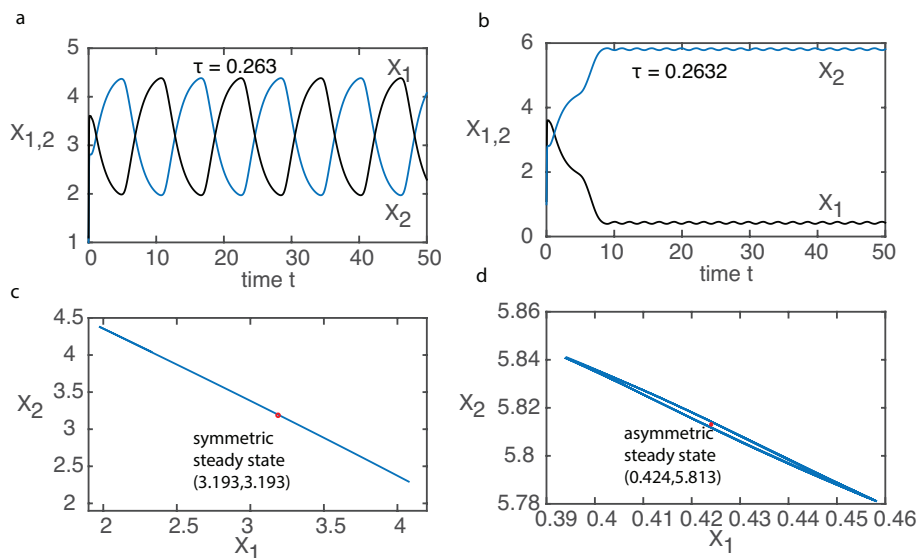 a
5
4
3
2
1
X1,2
τ = 0.263
X1
X2
0 10 20 30 40 50
time t
b
6
4
2
0
X1,2
τ = 0.2632
X2
X1
0 10 20 30 40 50
time t
c
4.5
4
3.5
3
2.5
2
X2
symmetric
steady state
(3.193,3.193)
2 2.5 3 3.5 4
X1
d
5.86
5.84
5.82
5.8
5.78
X2
asymmetric
steady state
(0.424,5.813)
0.39 0.4 0.41 0.42 0.43 0.44 0.45 0.46
X1